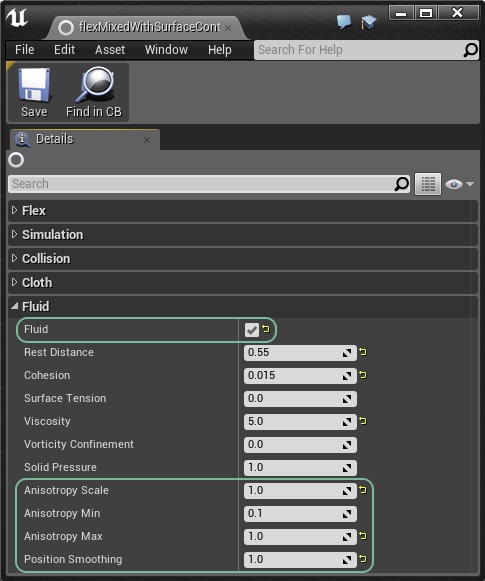 flexMixedWithSurfaceCont
File Edit Asset Window Help Search For Help
Save Find in CB
Details
Search
Flex
Simulation
Collision
Cloth
Fluid
Fluid
Rest Distance 0.55
Cohesion 0.015
Surface Tension 0.0
Viscosity 5.0
Vorticity Confinement 0.0
Solid Pressure 1.0
Anisotropy Scale 1.0
Anisotropy Min 0.1
Anisotropy Max 1.0
Position Smoothing 1.0